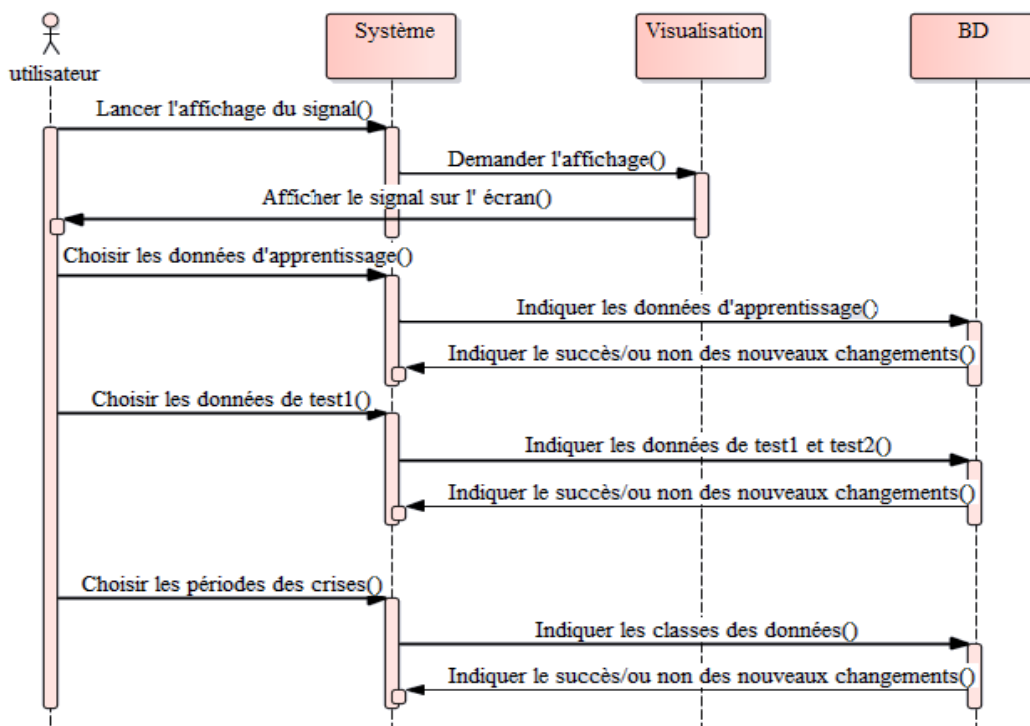 Système
Visualisation
BD
utilisateur
Lancer l'affichage du signal()
Demander l'affichage()
Afficher le signal sur l' écran()
Choisir les données d'apprentissage()
Indiquer les données d'apprentissage()
Indiquer le succès/ou non des nouveaux changements()
Choisir les données de test1()
Indiquer les données de test1 et test2()
Indiquer le succès/ou non des nouveaux changements()
Choisir les périodes des crises()
Indiquer les classes des données()
Indiquer le succès/ou non des nouveaux changements()